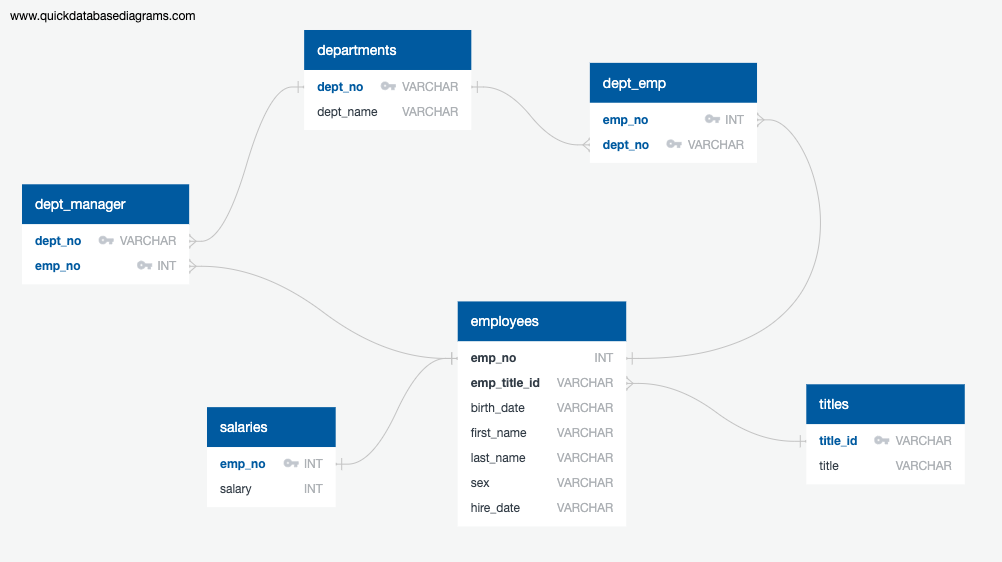 www.quickdatabasediagrams.com
departments
dept_no VARCHAR
dept_name VARCHAR
dept_emp
emp_no INT
dept_no VARCHAR
dept_manager
dept_no VARCHAR
emp_no INT
employees
emp_no INT
emp_title_id VARCHAR
birth_date VARCHAR
first_name VARCHAR
last_name VARCHAR
sex VARCHAR
hire_date VARCHAR
salaries
emp_no INT
salary INT
titles
title_id VARCHAR
title VARCHAR